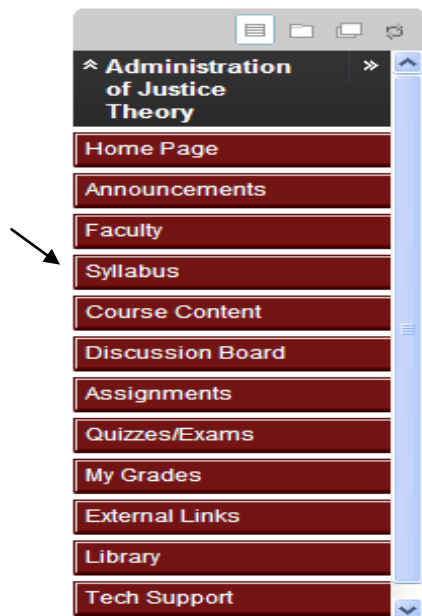 Administration
of Justice
Theory
Home Page
Announcements
Faculty
Syllabus
Course Content
Discussion Board
Assignments
Quizzes/Exams
My Grades
External Links
Library
Tech Support